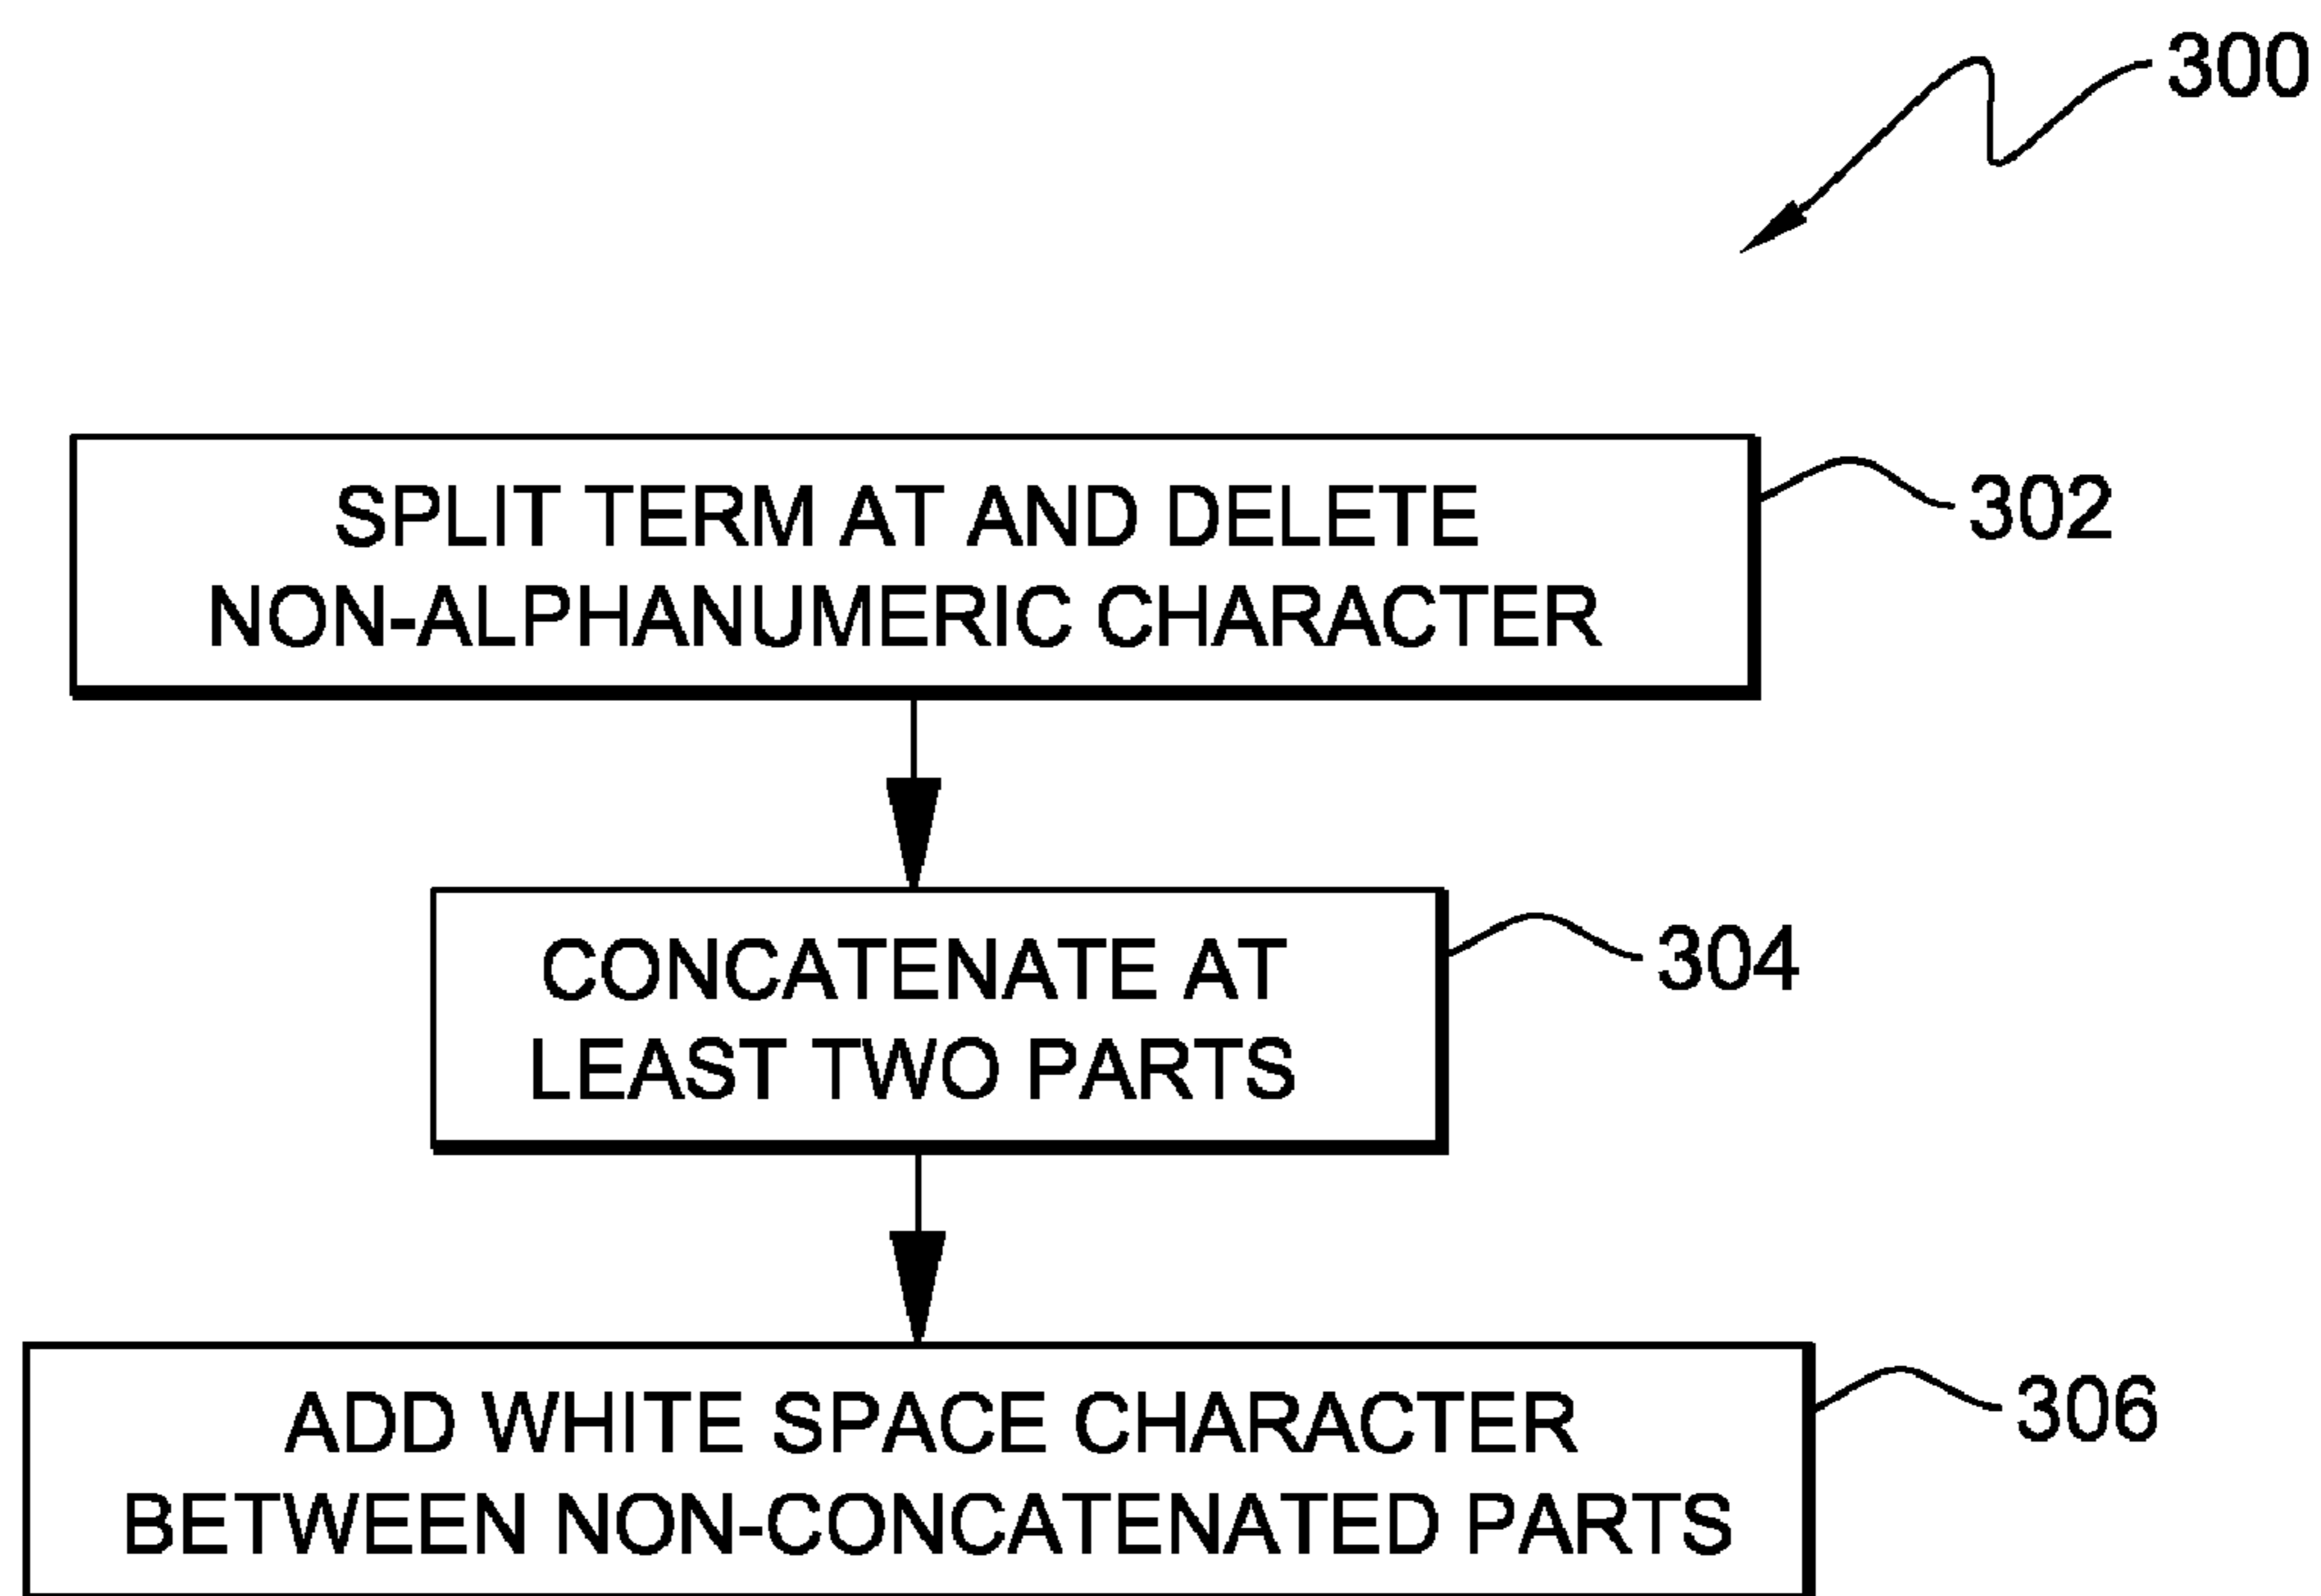 300
SPLIT TERM AT AND DELETE
NON-ALPHANUMERIC CHARACTER
302
CONCATENATE AT
LEAST TWO PARTS
304
ADD WHITE SPACE CHARACTER
BETWEEN NON-CONCATENATED PARTS
306